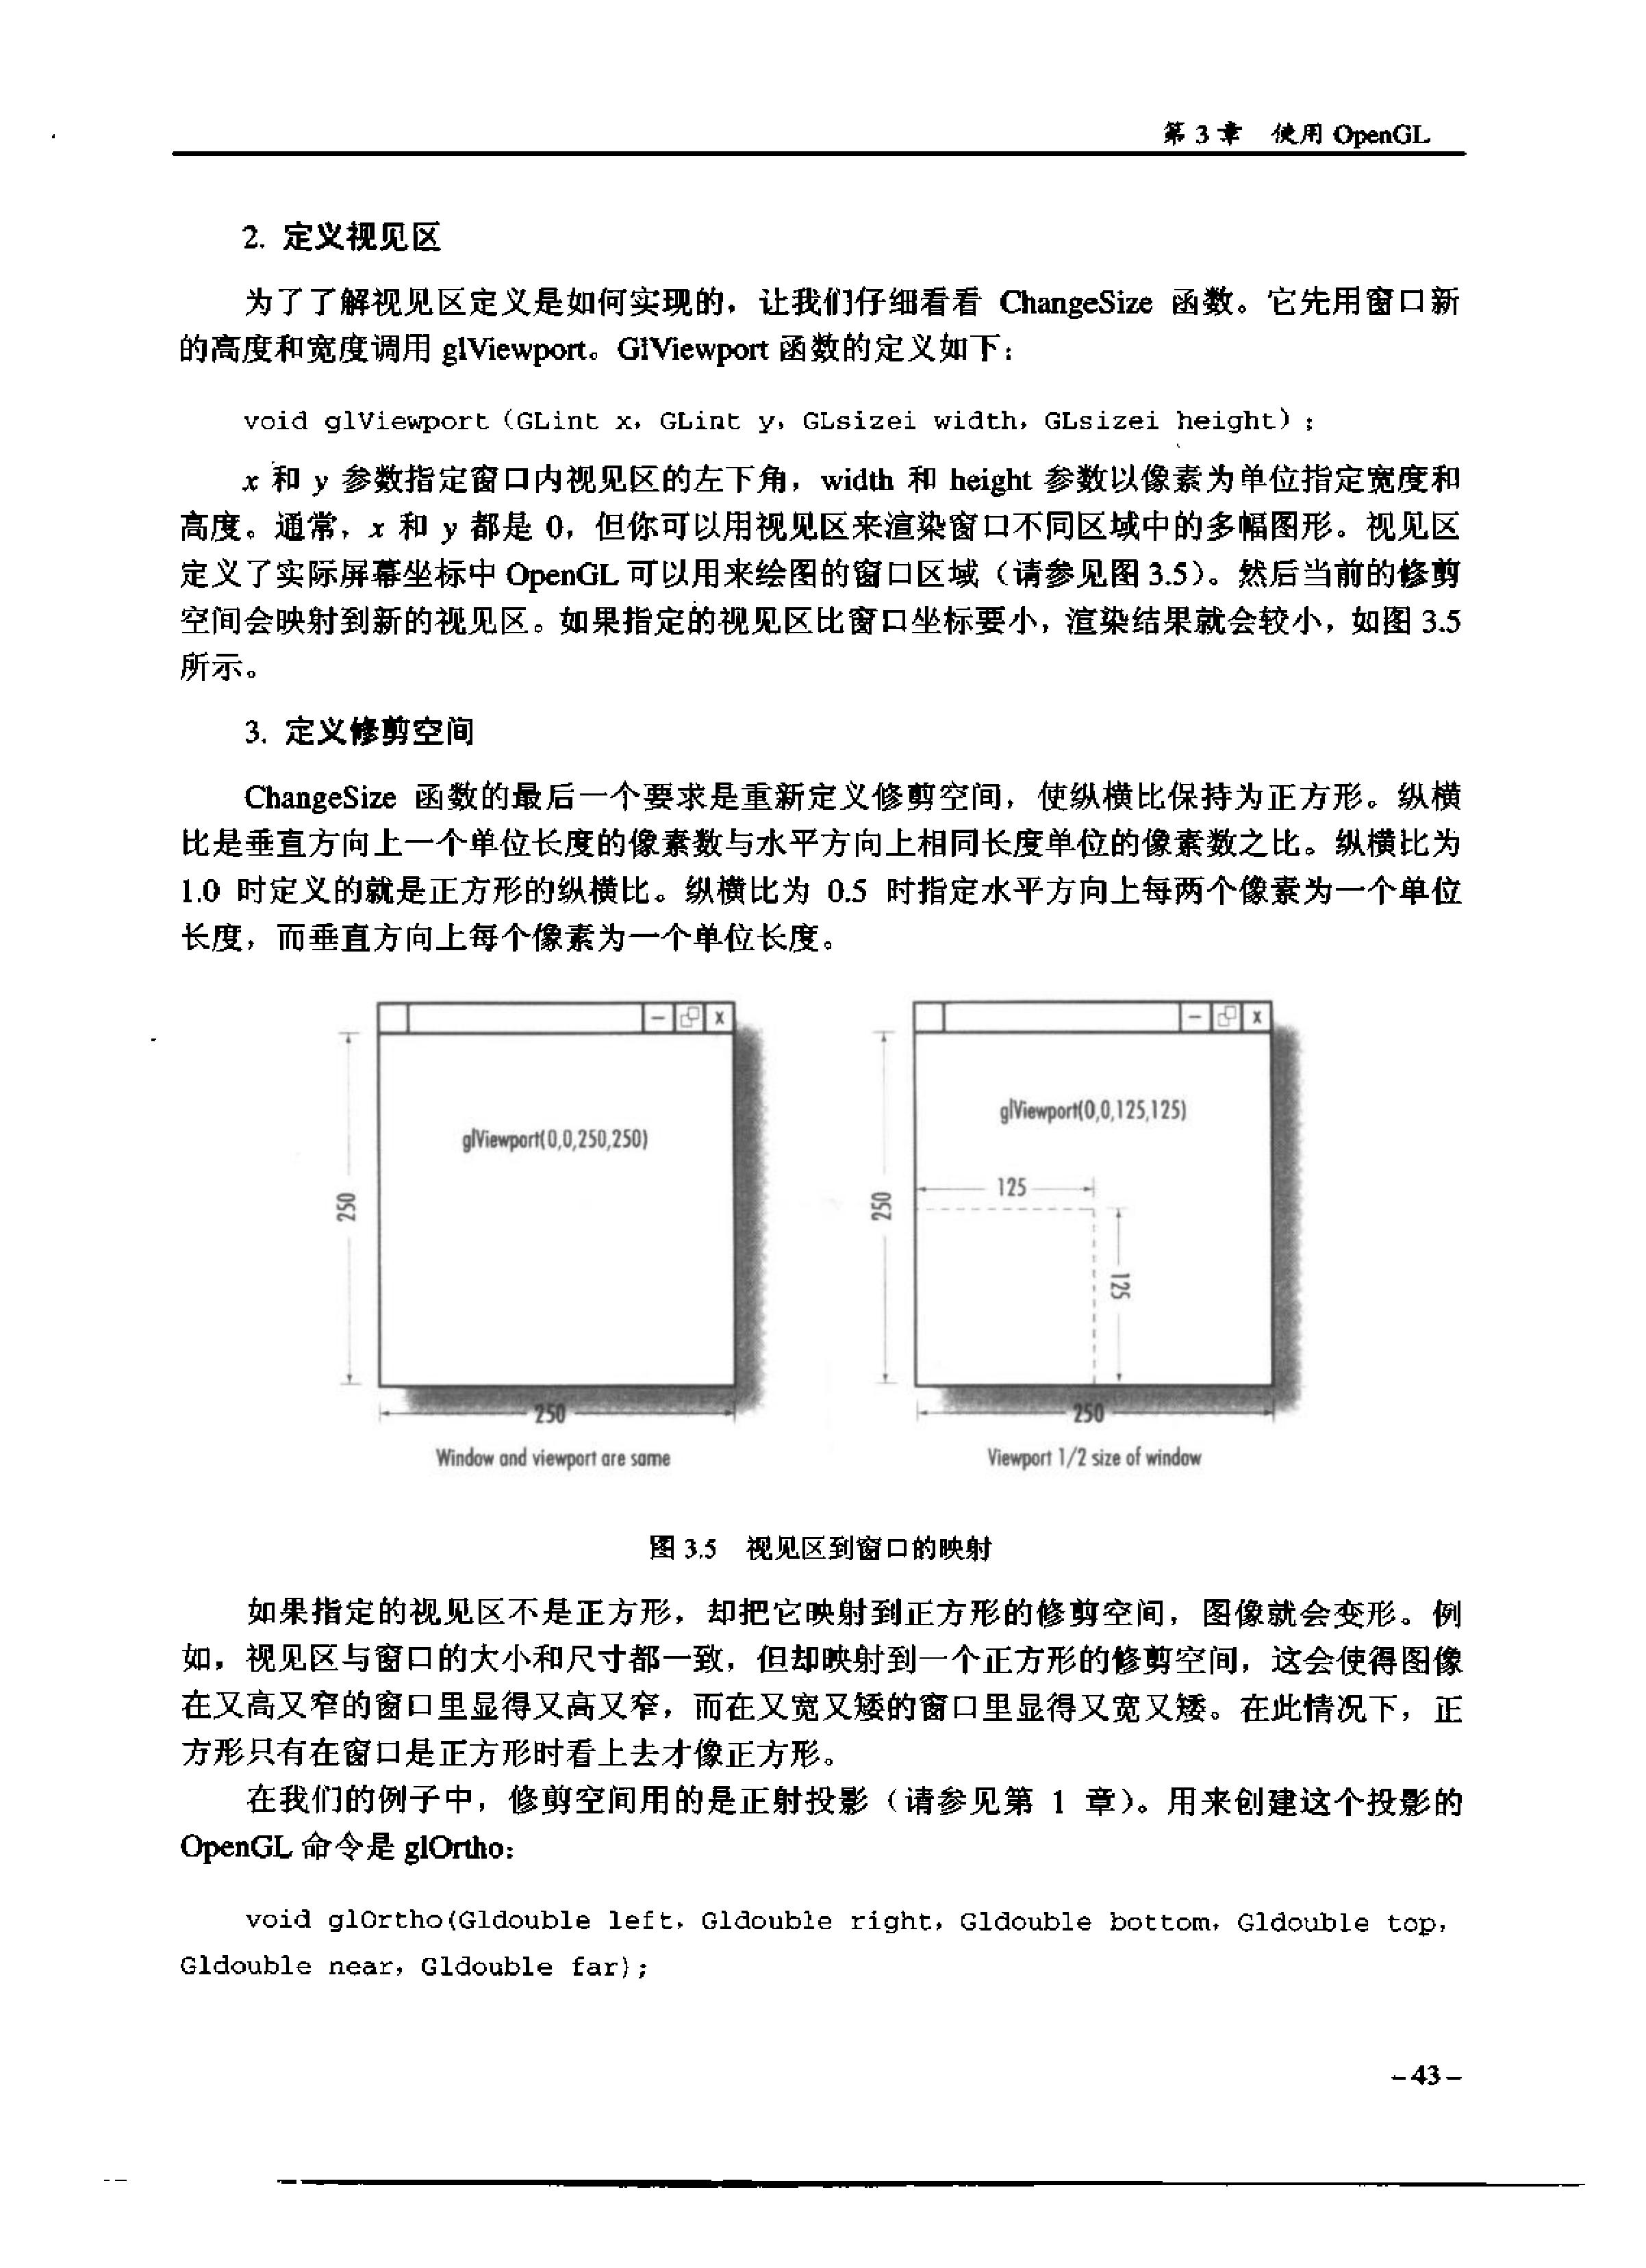 第 3 章 使用 OpenGL
2. 定义视见区
为了了解视见区定义是如何实现的，让我们仔细看看 ChangeSize 函数。它先用窗口新
的高度和宽度调用 glViewport。GlViewport 函数的定义如下：
void glViewport（GLint x，GLint y，GLsizei width，GLsizei height）；
x 和 y 参数指定窗口内视见区的左下角，width 和 height 参数以像素为单位指定宽度和
高度。通常，x 和 y 都是 0，但你可以用视见区来渲染窗口不同区域中的多幅图形。视见区
定义了实际屏幕坐标中 OpenGL 可以用来绘图的窗口区域（请参见图 3.5）。然后当前的修剪
空间会映射到新的视见区。如果指定的视见区比窗口坐标要小，渲染结果就会较小，如图 3.5
所示。
3. 定义修剪空间
ChangeSize 函数的最后一个要求是重新定义修剪空间，使纵横比保持为正方形。纵横
比是垂直方向上一个单位长度的像素数与水平方向上相同长度单位的像素数之比。纵横比为
1.0 时定义的就是正方形的纵横比。纵横比为 0.5 时指定水平方向上每两个像素为一个单位
长度，而垂直方向上每个像素为一个单位长度。
glViewport(0,0,250,250)
250
250
Window and viewport are same
glViewport(0,0,125,125)
125
250
125
250
Viewport 1/2 size of window
图 3.5 视见区到窗口的映射
如果指定的视见区不是正方形，却把它映射到正方形的修剪空间，图像就会变形。例
如，视见区与窗口的大小和尺寸都一致，但却映射到一个正方形的修剪空间，这会使得图像
在又高又窄的窗口里显得又高又窄，而在又宽又矮的窗口里显得又宽又矮。在此情况下，正
方形只有在窗口是正方形时看上去才像正方形。
在我们的例子中，修剪空间用的是正射投影（请参见第 1 章）。用来创建这个投影的
OpenGL 命令是 glOrtho：
void glOrtho(Gldouble left，Gldouble right，Gldouble bottom，Gldouble top，
Gldouble near，Gldouble far)；
－43－